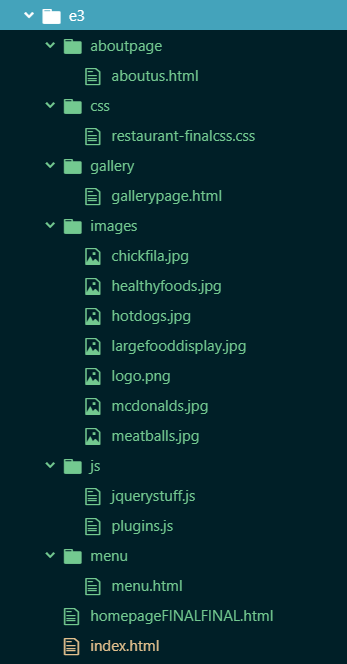 e3
aboutpage
aboutus.html
css
restaurant-finalcss.css
gallery
gallerypage.html
images
chickfila.jpg
healthyfoods.jpg
hotdogs.jpg
largefooddisplay.jpg
logo.png
mcdonalds.jpg
meatballs.jpg
js
jquerystuff.js
plugins.js
menu
menu.html
homepageFINALFINAL.html
index.html